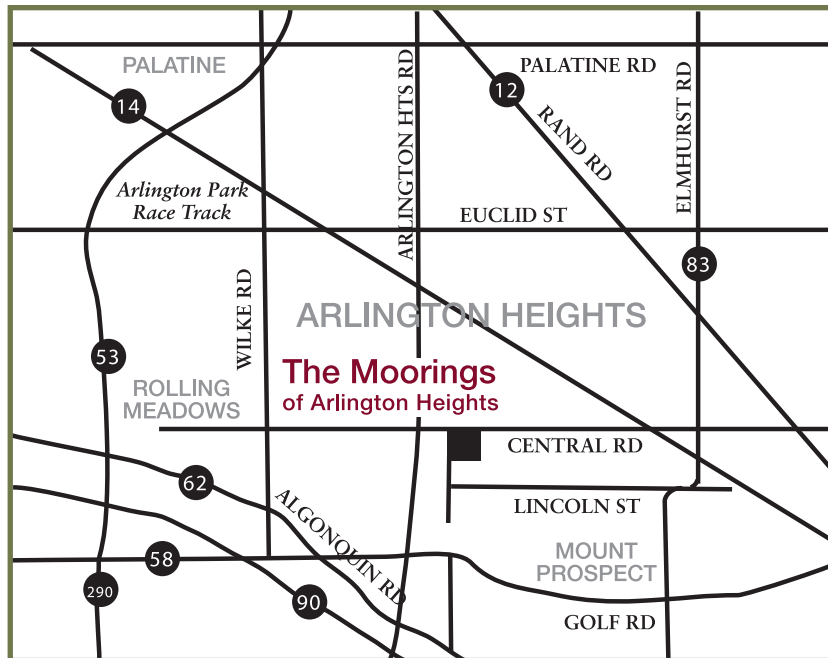 PALATINE
PALATINE RD
14
12
ARLINGTON HTS RD
RAND RD
ELMHURST RD
Arlington Park
Race Track
EUCLID ST
83
WILKE RD
ARLINGTON HEIGHTS
53
The Moorings
of Arlington Heights
ROLLING
MEADOWS
CENTRAL RD
62
ALGONQUIN RD
LINCOLN ST
58
MOUNT
PROSPECT
290
90
GOLF RD